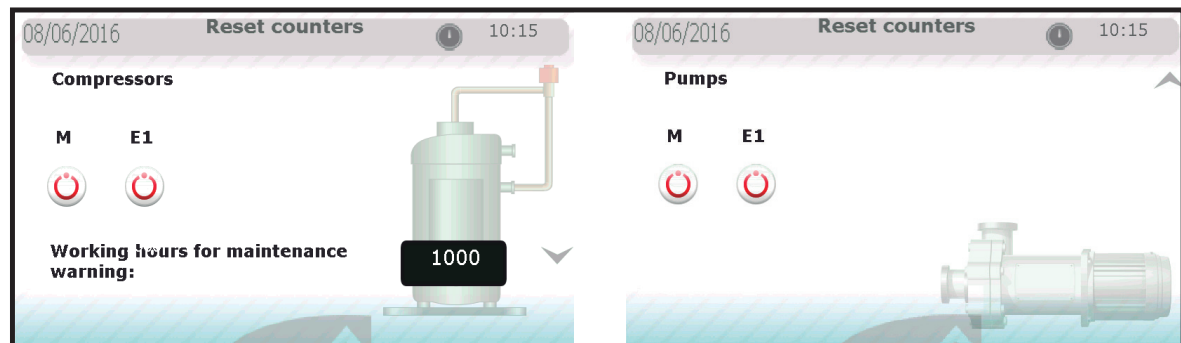 08/06/2016 Reset counters 10:15
Compressors
M E1
Working hours for maintenance
warning:
1000
08/06/2016 Reset counters 10:15
Pumps
M E1